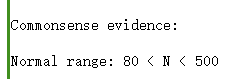 Commonsense evidence:
Normal range: 80 < N < 500